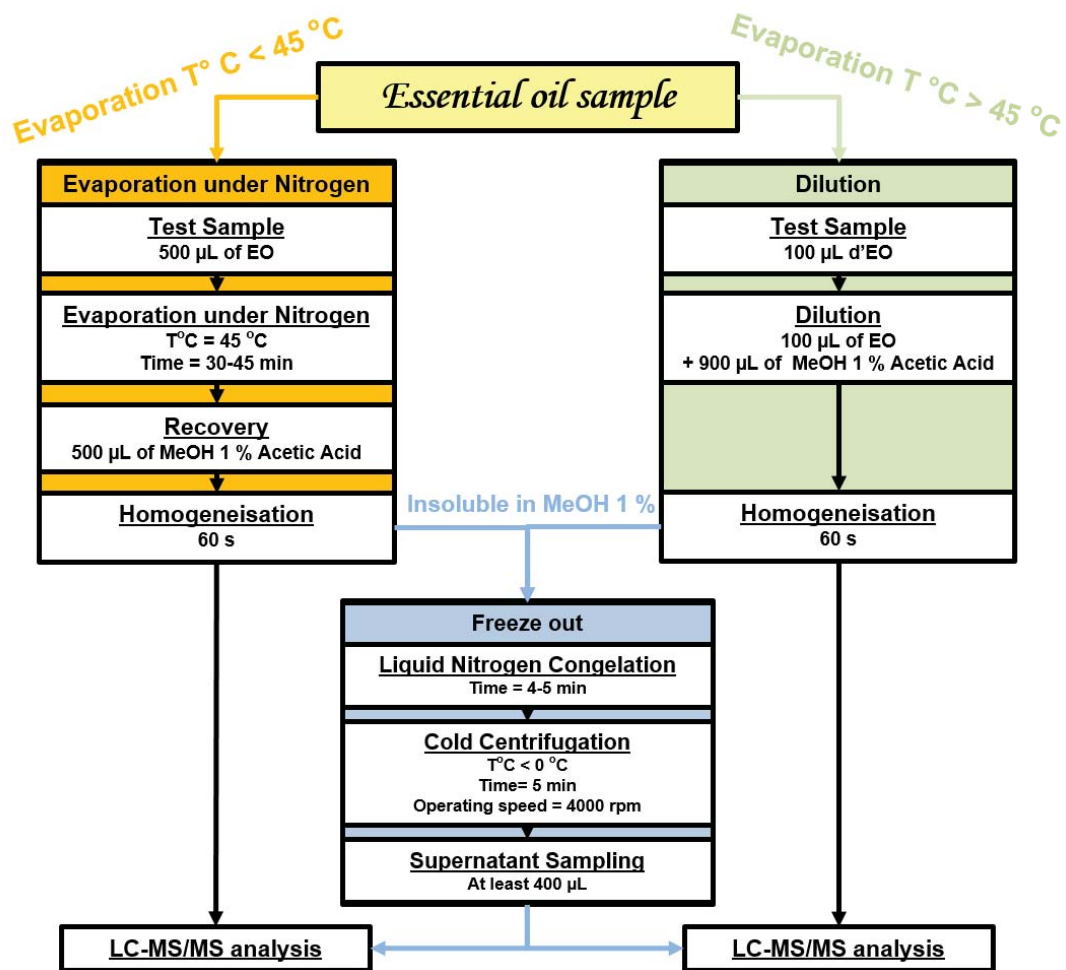 Evaporation T° C < 45 °C
Evaporation T °C > 45 °C
Essential oil sample
Evaporation under Nitrogen
Test Sample
500 µL of EO
Evaporation under Nitrogen
T°C = 45 °C
Time = 30-45 min
Recovery
500 µL of MeOH 1 % Acetic Acid
Homogeneisation
60 s
Dilution
Test Sample
100 µL d'EO
Dilution
100 µL of EO
+ 900 µL of MeOH 1 % Acetic Acid
Homogeneisation
60 s
Insoluble in MeOH 1 %
Freeze out
Liquid Nitrogen Congelation
Time = 4-5 min
Cold Centrifugation
T°C < 0 °C
Time= 5 min
Operating speed = 4000 rpm
Supernatant Sampling
At least 400 µL
LC-MS/MS analysis
LC-MS/MS analysis